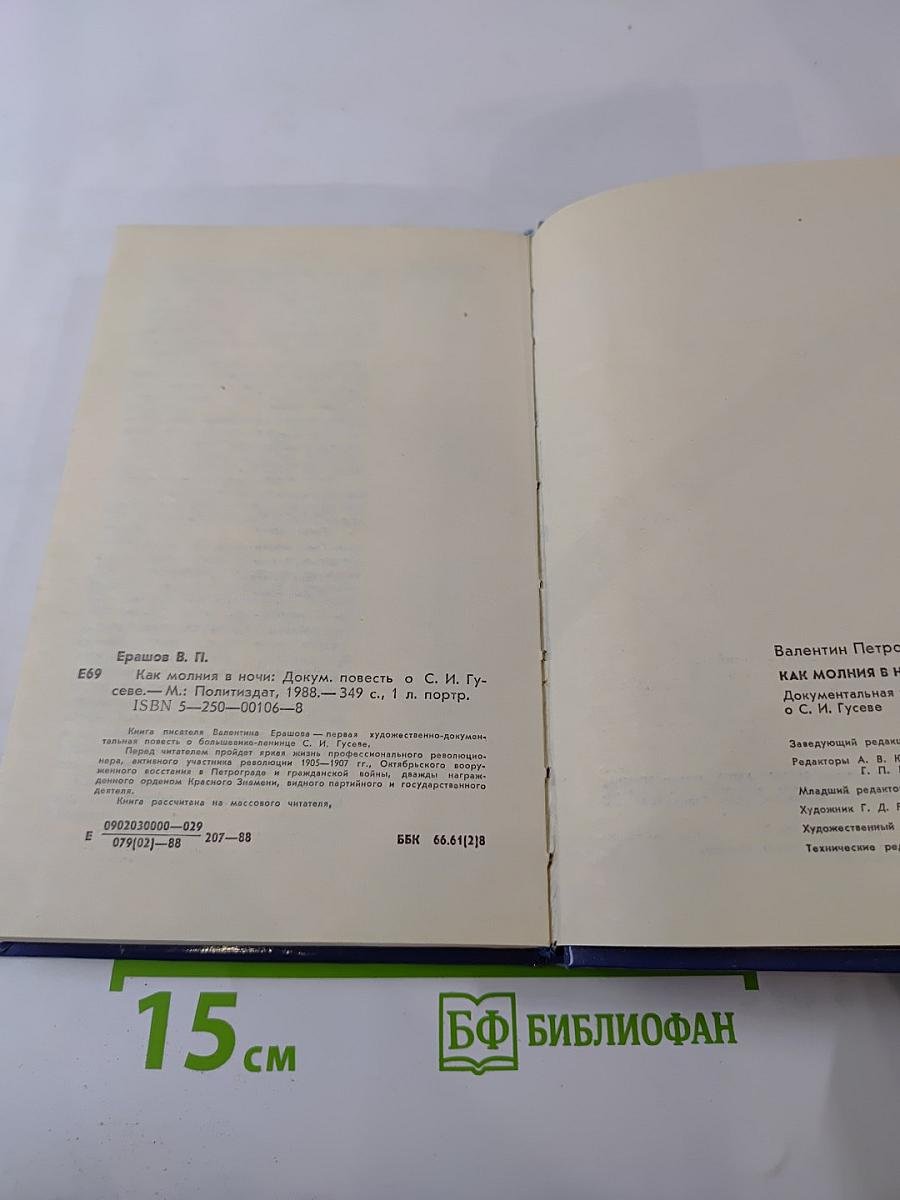 Ерашов В. П.
Е69 Как молния в ночи: Докум. повесть о С. И. Гу-
севе.— М.: Политиздат, 1988.— 349 с., 1 л. портр.
ISBN 5—250—00106—8
Книга писателя Валентина Ерашова — первая художественно-докумен-
тальная повесть о большевике-ленинце С. И. Гусеве.
Перед читателем пройдет яркая жизнь профессионального революцио-
нера, активного участника революции 1905—1907 гг., Октябрьского воору-
женного восстания в Петрограде и гражданской войны, дважды награж-
денного орденом Красного Знамени, видного партийного и государственного
деятеля.
Книга рассчитана на массового читателя,
Е 0902030000—029
079(02)—88 207—88
ББК 66.61(2)8
Валентин Петро
КАК МОЛНИЯ В Н
Документальная
о С. И. Гусеве
Заведующий редакц
Редакторы А. В. К
Г. П.
Младший редакто
Художник Г. Д. Р
Художественный
Технические ред
15 см
БФ БИБЛИОФАН